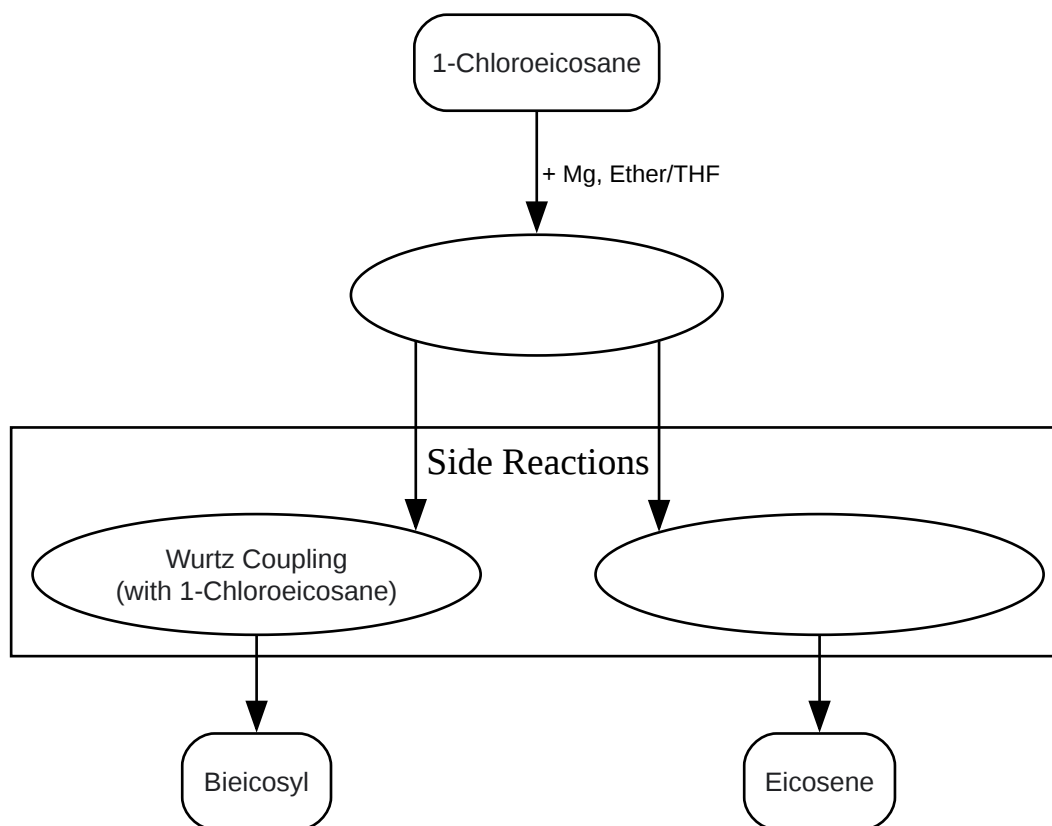 1-Chloroeicosane
+ Mg, Ether/THF
Side Reactions
Wurtz Coupling
(with 1-Chloroeicosane)
Bieicosyl
Eicosene